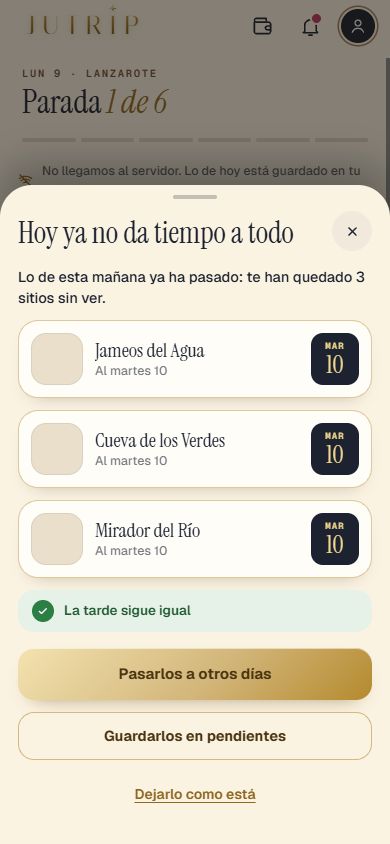 JUTRIP
LUN 9 · LANZAROTE
Parada 1 de 6
No llegamos al servidor. Lo de hoy está guardado en tu
Hoy ya no da tiempo a todo
Lo de esta mañana ya ha pasado: te han quedado 3
sitios sin ver.
Jameos del Agua
Al martes 10
MAR
10
Cueva de los Verdes
Al martes 10
MAR
10
Mirador del Río
Al martes 10
MAR
10
La tarde sigue igual
Pasarlos a otros días
Guardarlos en pendientes
Dejarlo como está